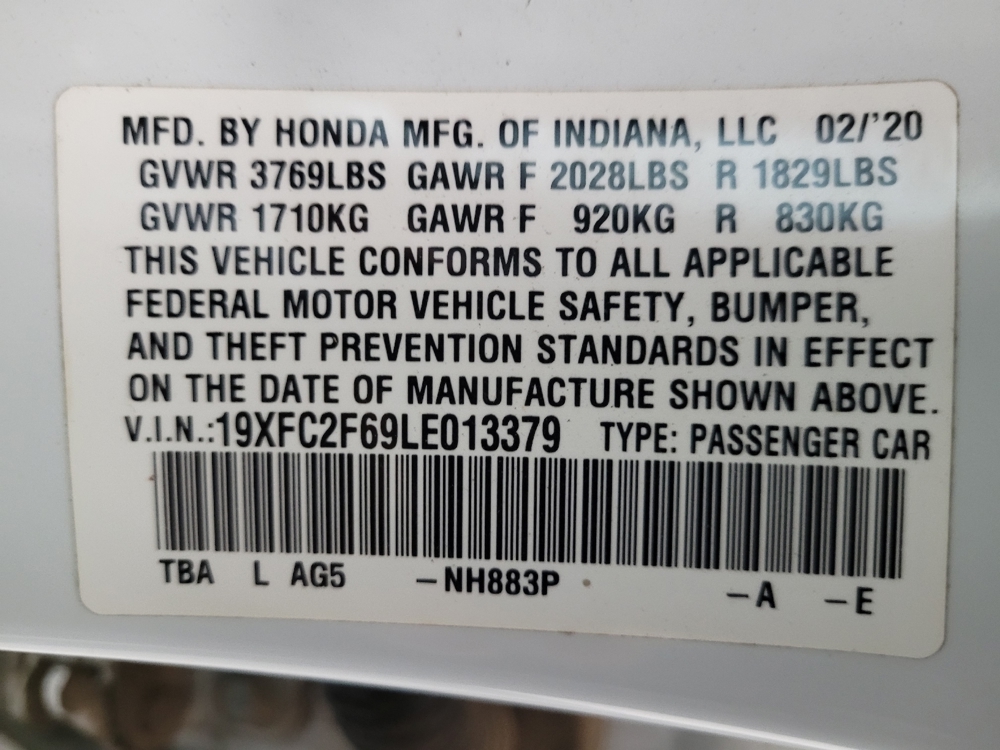 MFD. BY HONDA MFG. OF INDIANA, LLC 02/'20
GVWR 3769LBS GAWR F 2028LBS R 1829LBS
GVWR 1710KG GAWR F 920KG R 830KG
THIS VEHICLE CONFORMS TO ALL APPLICABLE
FEDERAL MOTOR VEHICLE SAFETY, BUMPER,
AND THEFT PREVENTION STANDARDS IN EFFECT
ON THE DATE OF MANUFACTURE SHOWN ABOVE.
V.I.N.:19XFC2F69LE013379 TYPE: PASSENGER CAR
TBA L AG5 -NH883P -A -E